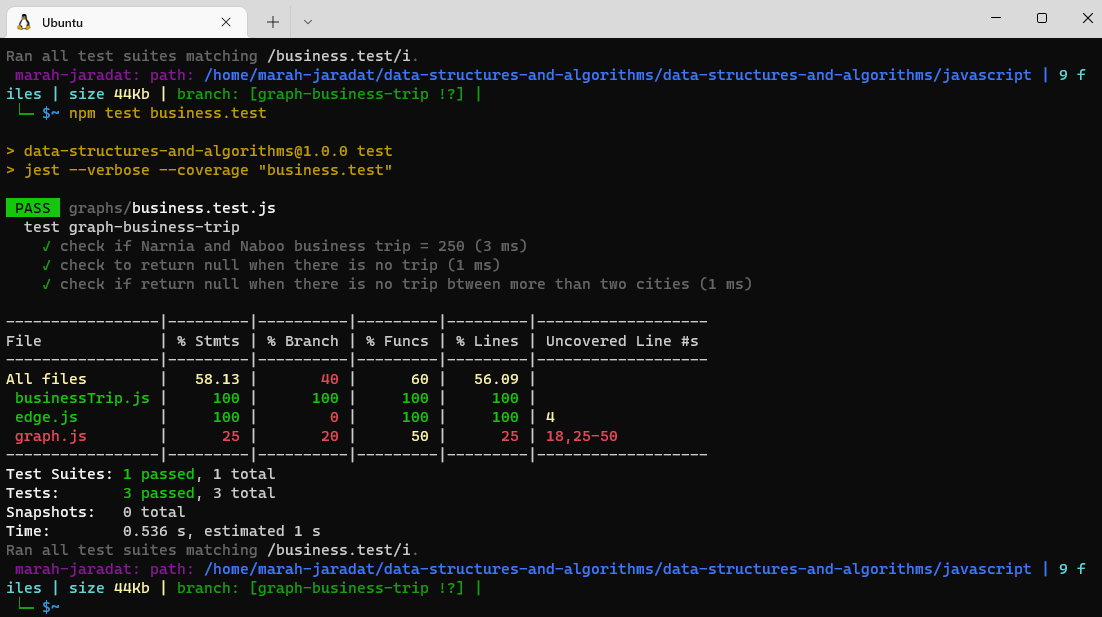 Ubuntu
Ran all test suites matching /business.test/i.
marah-jaradat: path: /home/marah-jaradat/data-structures-and-algorithms/data-structures-and-algorithms/javascript | 9 f
iles | size 44Kb | branch: [graph-business-trip !?] |
└─ $~ npm test business.test
> data-structures-and-algorithms@1.0.0 test
> jest --verbose --coverage "business.test"
PASS graphs/business.test.js
test graph-business-trip
√ check if Narnia and Naboo business trip = 250 (3 ms)
√ check to return null when there is no trip (1 ms)
√ check if return null when there is no trip btween more than two cities (1 ms)
-----------------|---------|----------|---------|---------|-------------------
File             | % Stmts | % Branch | % Funcs | % Lines | Uncovered Line #s
-----------------|---------|----------|---------|---------|-------------------
All files        |   58.13 |       40 |      60 |   56.09 |
 businessTrip.js |     100 |      100 |     100 |     100 |
 edge.js         |     100 |        0 |     100 |     100 | 4
 graph.js        |      25 |       20 |      50 |      25 | 18,25-50
-----------------|---------|----------|---------|---------|-------------------
Test Suites: 1 passed, 1 total
Tests:       3 passed, 3 total
Snapshots:   0 total
Time:        0.536 s, estimated 1 s
Ran all test suites matching /business.test/i.
marah-jaradat: path: /home/marah-jaradat/data-structures-and-algorithms/data-structures-and-algorithms/javascript | 9 f
iles | size 44Kb | branch: [graph-business-trip !?] |
└─ $~